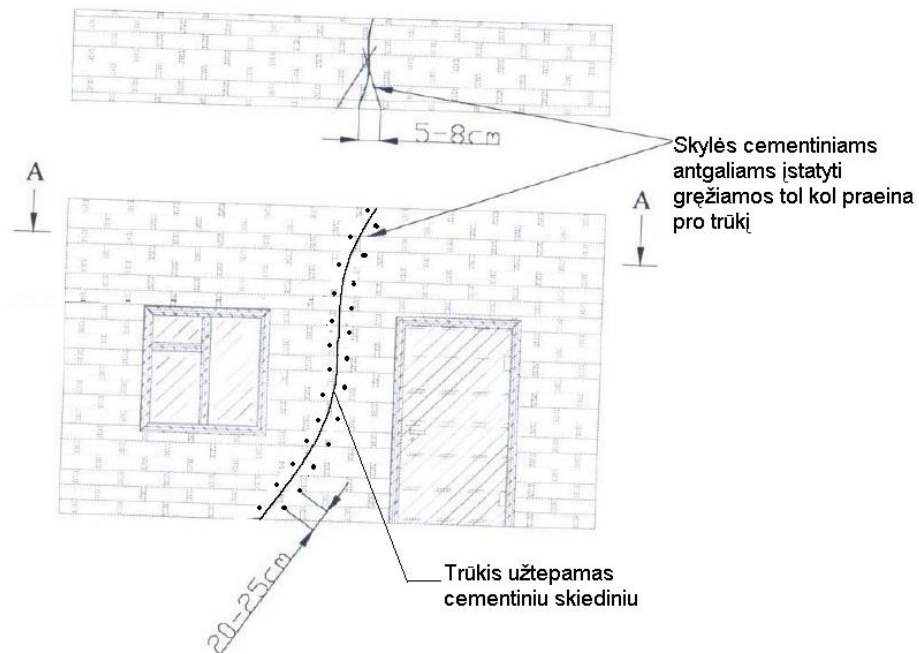 5-8cm
Skylės cementiniams
antgaliams įstatyti
gręžiamos tol kol praeina
pro trūkį
A
A
20-25cm
Trūkis užtepamas
cementiniu skiediniu